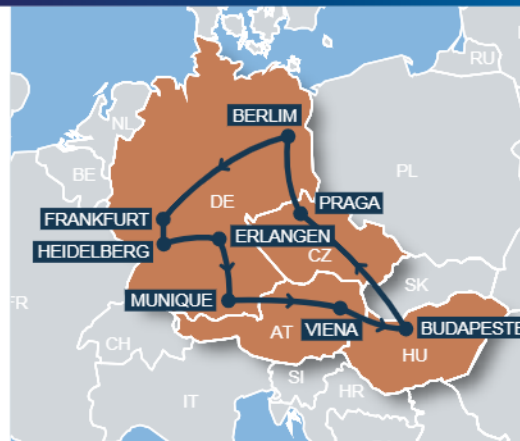 RU
BERLIM
NL
PL
BE
DE
PRAGA
FRANKFURT
ERLANGEN
HEIDELBERG
CZ
SK
MUNIQUE
FR
VIENA
BUDAPESTE
AT
CH
HU
SI
HR
IT